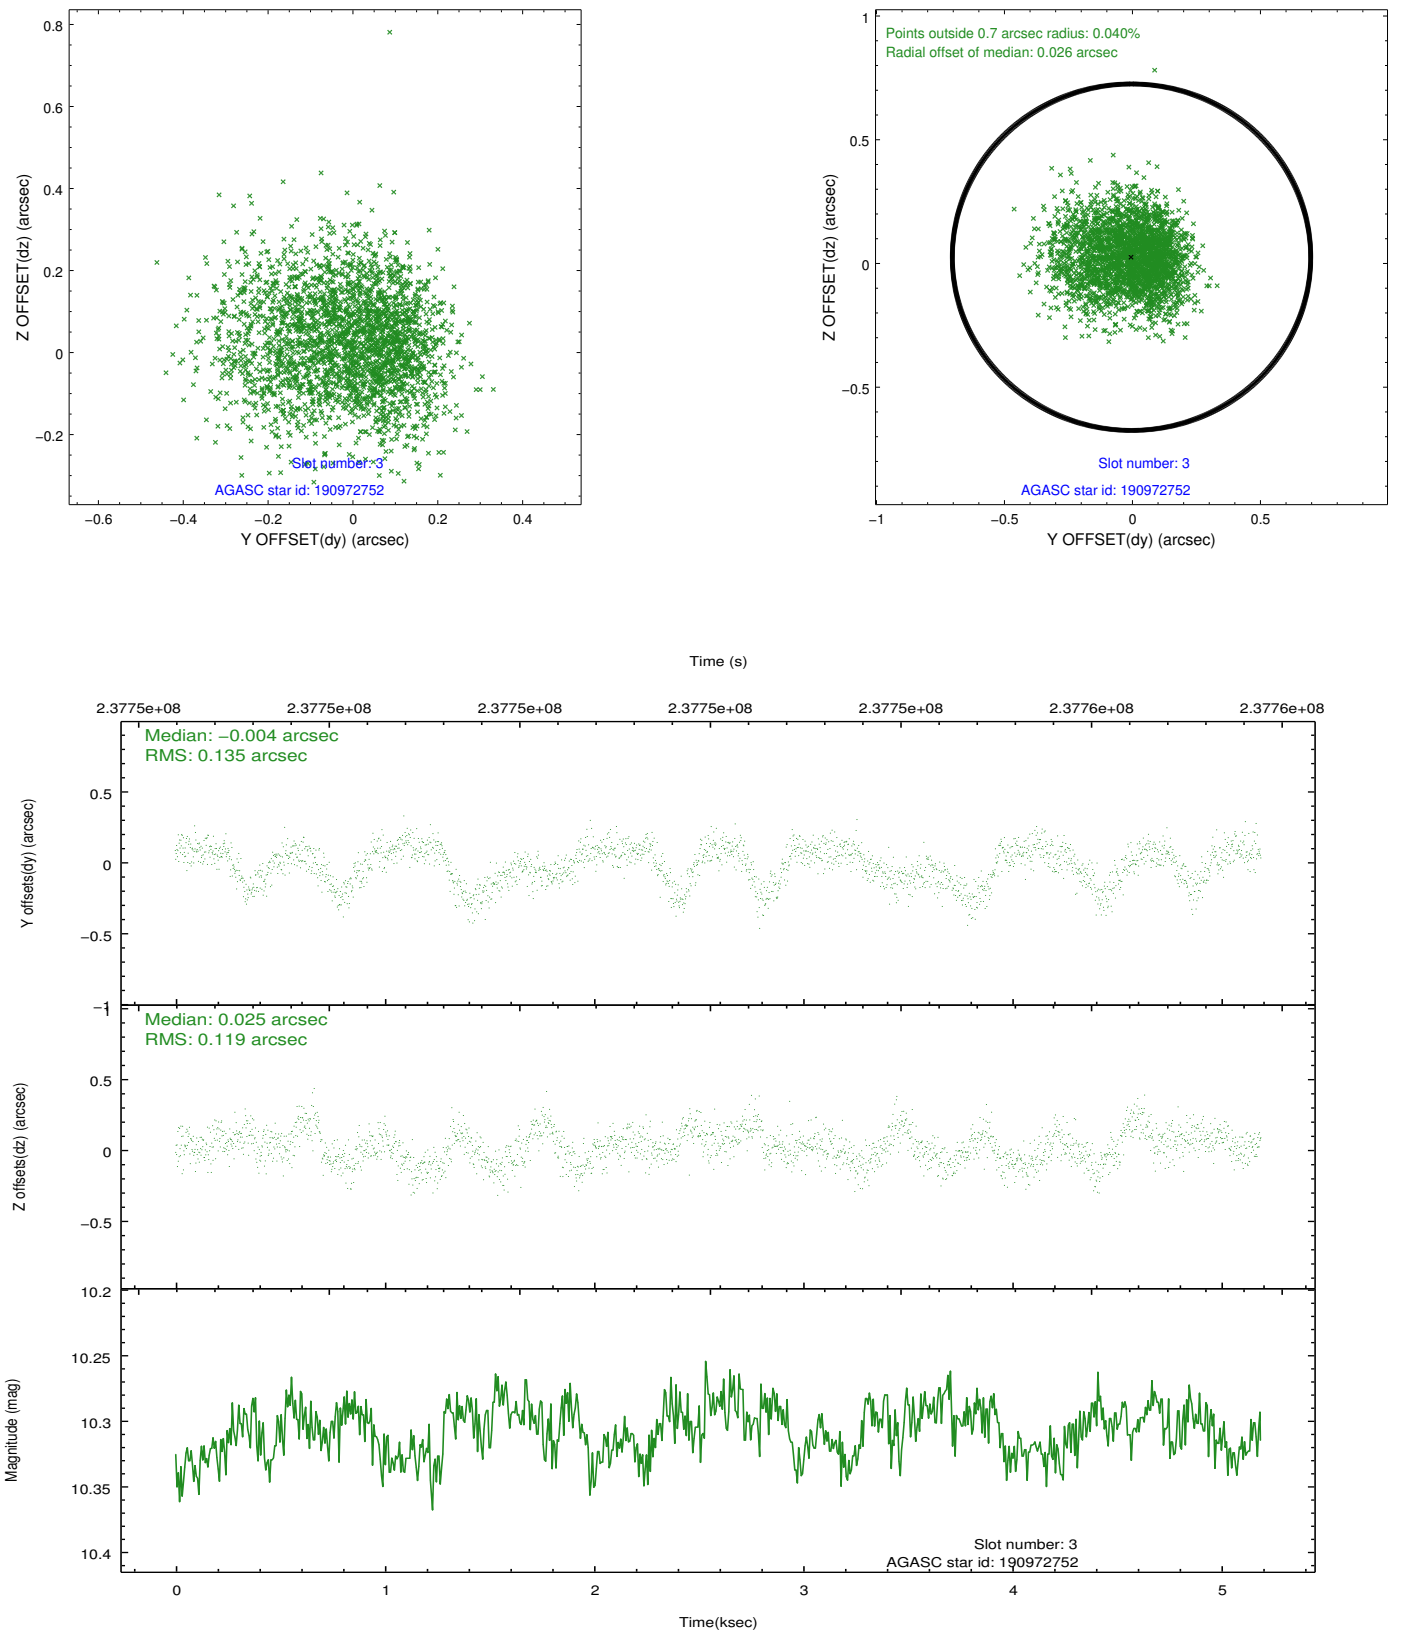 0.8
0.6
0.4
0.2
0
−0.2
Z OFFSET(dz) (arcsec)
Slot number: 3
AGASC star id: 190972752
−0.6 −0.4 −0.2 0 0.2 0.4
Y OFFSET(dy) (arcsec)
Points outside 0.7 arcsec radius: 0.040%
Radial offset of median: 0.026 arcsec
1
0.5
0
−0.5
Z OFFSET(dz) (arcsec)
Slot number: 3
AGASC star id: 190972752
−1 −0.5 0 0.5
Y OFFSET(dy) (arcsec)
Time (s)
2.3775e+08 2.3775e+08 2.3775e+08 2.3775e+08 2.3775e+08 2.3776e+08 2.3776e+08
Median: −0.004 arcsec
RMS: 0.135 arcsec
0.5
0
−0.5
−1
Y offsets(dy) (arcsec)
1
Median: 0.025 arcsec
RMS: 0.119 arcsec
0.5
0
−0.5
Z offsets(dz) (arcsec)
10.2
10.25
10.3
10.35
10.4
Magnitude (mag)
Slot number: 3
AGASC star id: 190972752
0 1 2 3 4 5
Time(ksec)